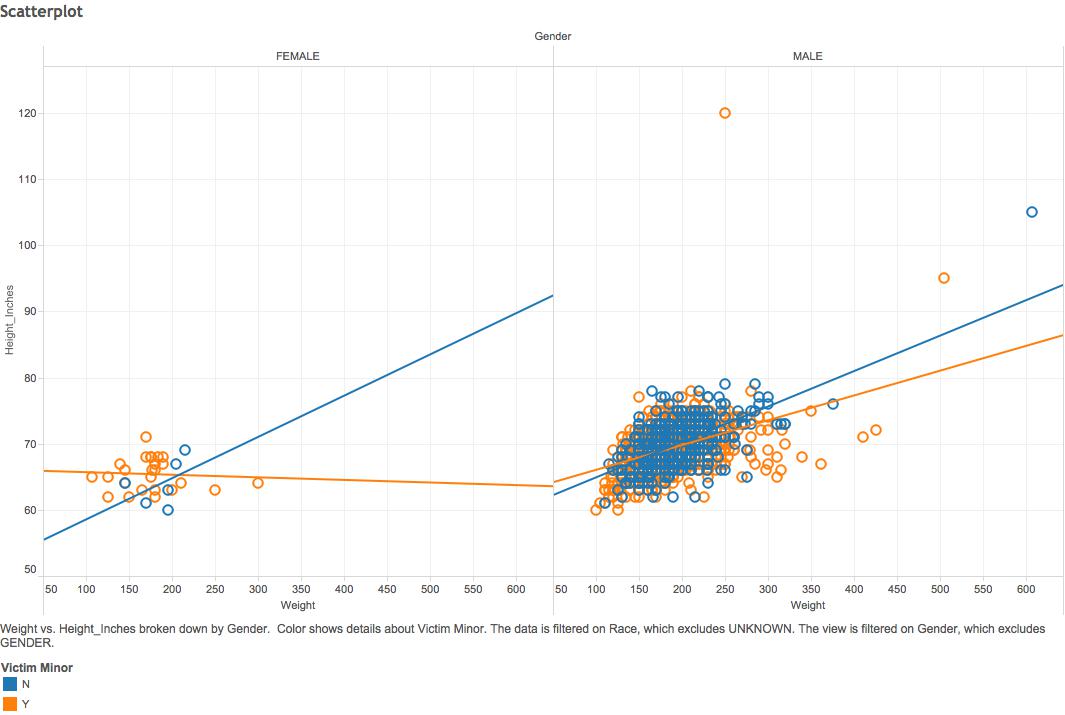 Scatterplot
Gender
FEMALE MALE
120
110
100
90
80
70
60
50
Height_Inches
50 100 150 200 250 300 350 400 450 500 550 600 50 100 150 200 250 300 350 400 450 500 550 600
Weight Weight
Weight vs. Height_Inches broken down by Gender.  Color shows details about Victim Minor. The data is filtered on Race, which excludes UNKNOWN. The view is filtered on Gender, which excludes
GENDER.
Victim Minor
N
Y